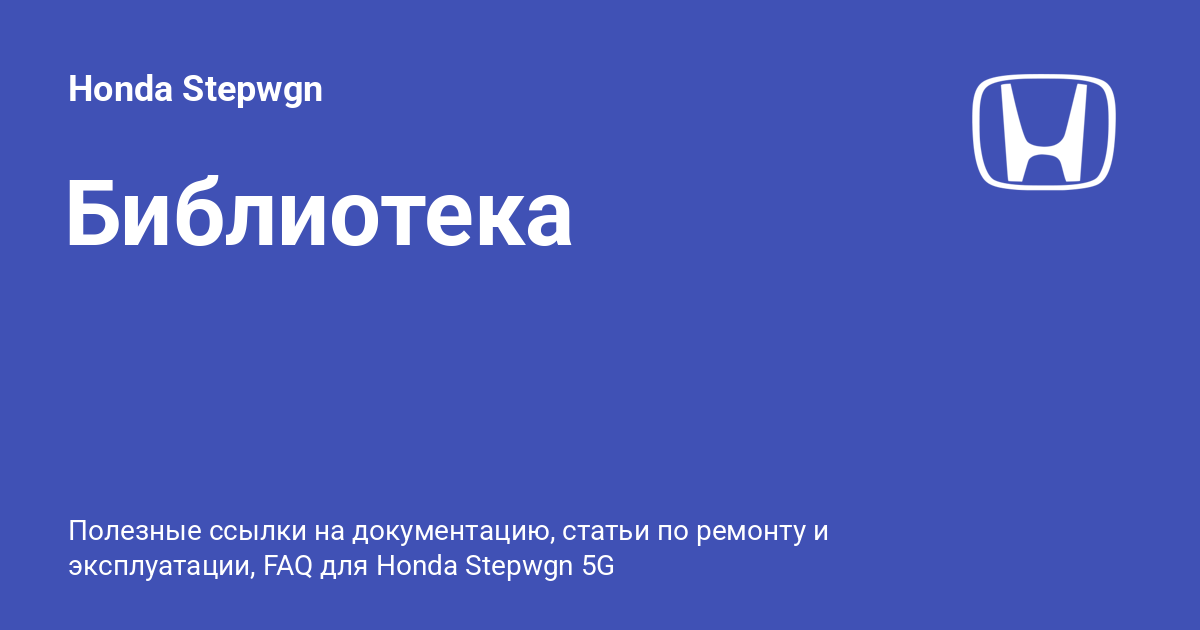 Honda Stepwgn
Библиотека
Полезные ссылки на документацию, статьи по ремонту и
эксплуатации, FAQ для Honda Stepwgn 5G